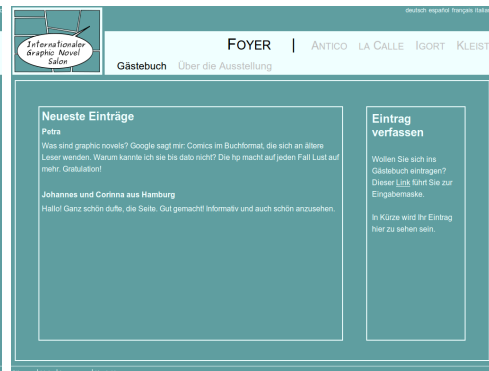 deutsch español français italiano
Internationaler
Graphic Novel
Salon
FOYER | ANTICO LA CALLE IGORT KLEIST
Gästebuch Über die Ausstellung
Neueste Einträge
Petra
Was sind graphic novels? Google sagt mir: Comics im Buchformat, die sich an ältere
Leser wenden. Warum kannte ich sie bis dato nicht? Die hp macht auf jeden Fall Lust auf
mehr. Gratulation!
Johannes und Corinna aus Hamburg
Hallo! Ganz schön dufte, die Seite. Gut gemacht! Informativ und auch schön anzusehen.
Eintrag
verfassen
Wollen Sie sich ins
Gästebuch eintragen?
Dieser Link führt Sie zur
Eingabemaske.
In Kürze wird Ihr Eintrag
hier zu sehen sein.